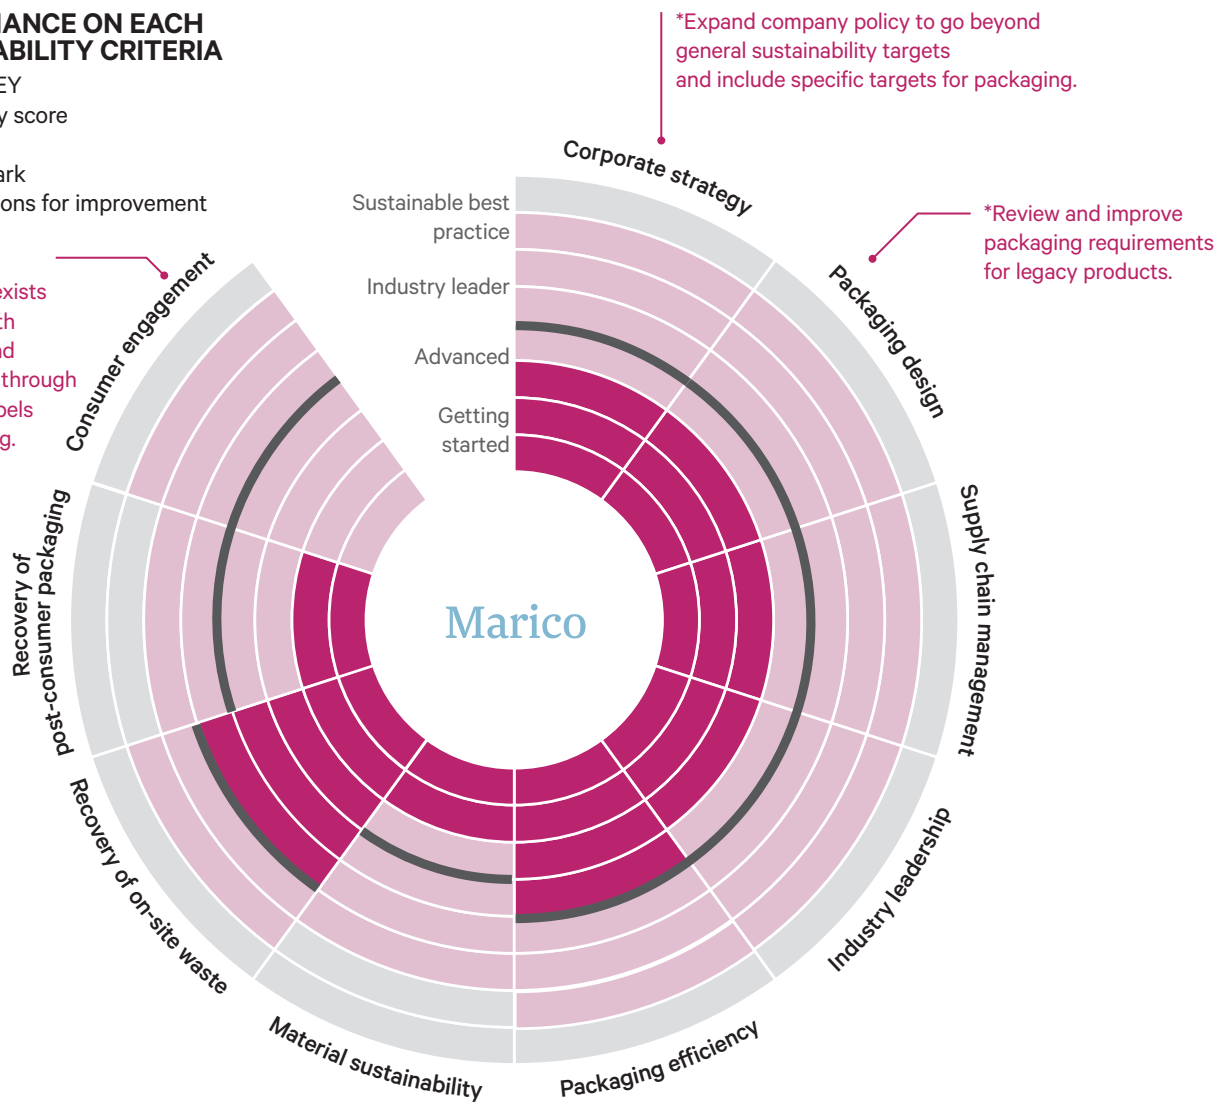 MANCE ON EACH
ABILITY CRITERIA
EY
y score
ark
ons for improvement
*Expand company policy to go beyond
general sustainability targets
and include specific targets for packaging.
*Review and improve
packaging requirements
for legacy products.
exists
th
nd
through
bels
g.
Corporate strategy
Packaging design
Supply chain management
Industry leadership
Packaging efficiency
Material sustainability
Recovery of on-site waste
Recovery of
post-consumer packaging
Consumer engagement
Sustainable best
practice
Industry leader
Advanced
Getting
started
Marico